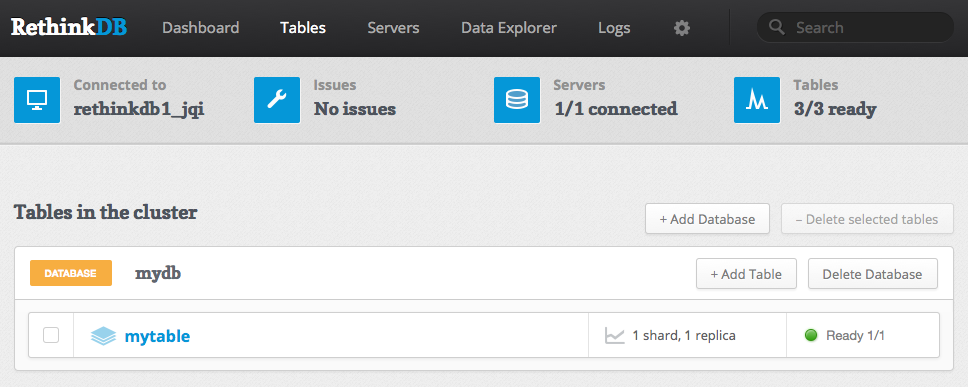 RethinkDB Dashboard Tables Servers Data Explorer Logs Search
Connected to Issues Servers Tables
rethinkdb1_jqi No issues 1/1 connected 3/3 ready
Tables in the cluster + Add Database – Delete selected tables
DATABASE mydb + Add Table Delete Database
mytable 1 shard, 1 replica Ready 1/1